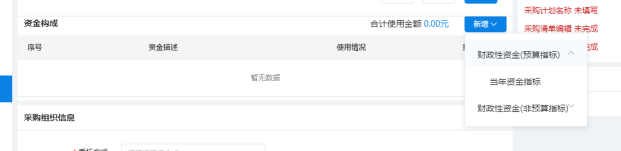 采购计划名称 未填写
资金构成 合计使用金额 0.00元 新增
采购清单编辑 未完成
序号 资金描述 使用情况
财政性资金(预算指标)
暂无数据
当年资金指标
财政性资金(非预算指标)
采购组织信息